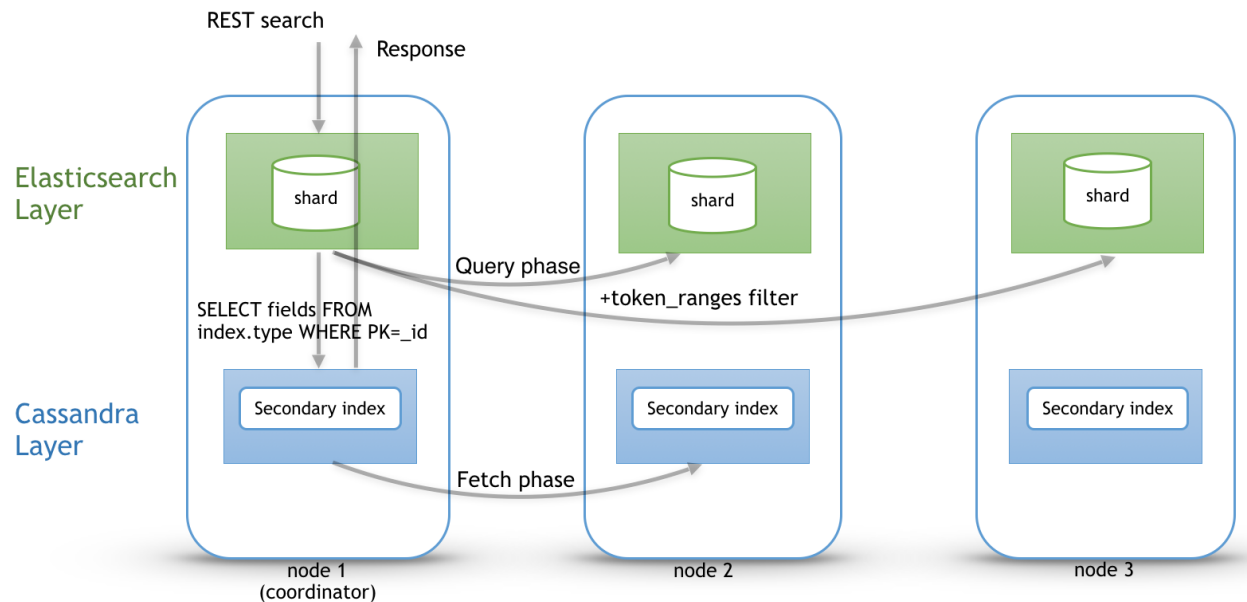 REST search
Response
Elasticsearch
Layer
shard
shard
shard
Query phase
+token_ranges filter
SELECT fields FROM
index.type WHERE PK=_id
Cassandra
Layer
Secondary index
Secondary index
Secondary index
Fetch phase
node 1
(coordinator)
node 2
node 3